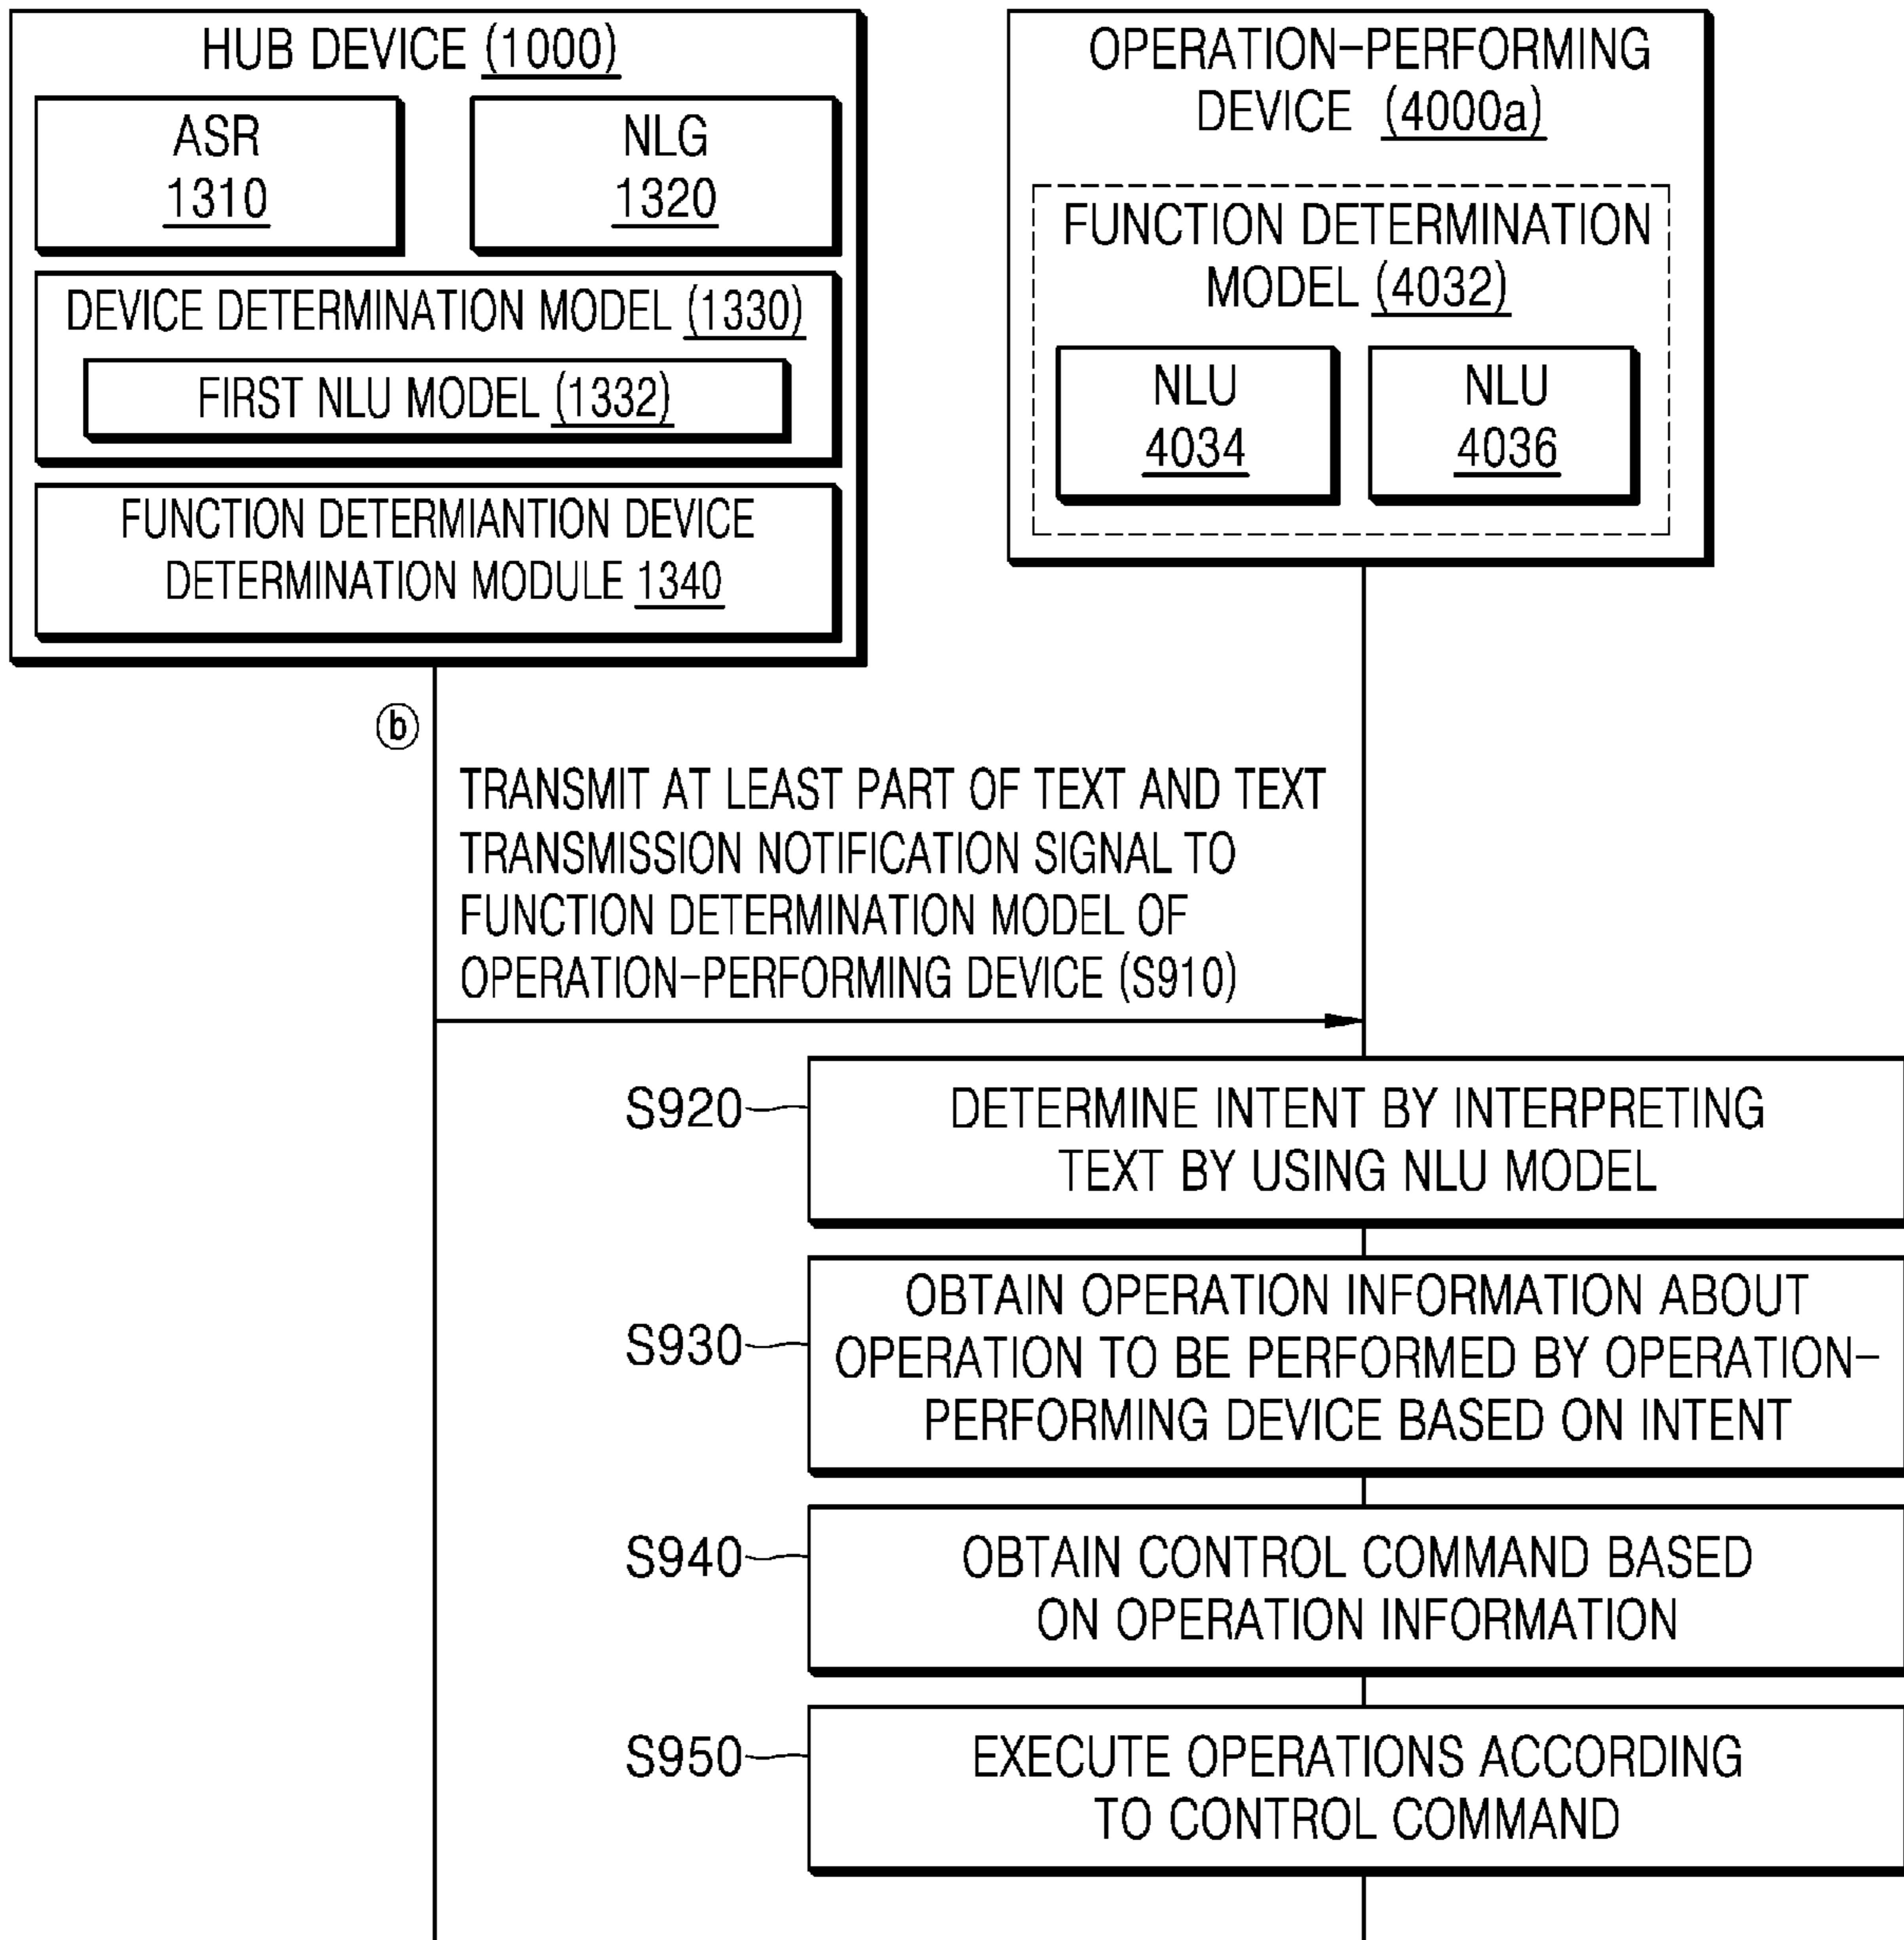 HUB DEVICE (1000)
ASR
1310
NLG
1320
DEVICE DETERMINATION MODEL (1330)
FIRST NLU MODEL (1332)
FUNCTION DETERMIANTION DEVICE
DETERMINATION MODULE 1340
OPERATION-PERFORMING
DEVICE (4000a)
FUNCTION DETERMINATION
MODEL (4032)
NLU
4034
NLU
4036
ⓑ
TRANSMIT AT LEAST PART OF TEXT AND TEXT
TRANSMISSION NOTIFICATION SIGNAL TO
FUNCTION DETERMINATION MODEL OF
OPERATION-PERFORMING DEVICE (S910)
S920
DETERMINE INTENT BY INTERPRETING
TEXT BY USING NLU MODEL
S930
OBTAIN OPERATION INFORMATION ABOUT
OPERATION TO BE PERFORMED BY OPERATION-
PERFORMING DEVICE BASED ON INTENT
S940
OBTAIN CONTROL COMMAND BASED
ON OPERATION INFORMATION
S950
EXECUTE OPERATIONS ACCORDING
TO CONTROL COMMAND